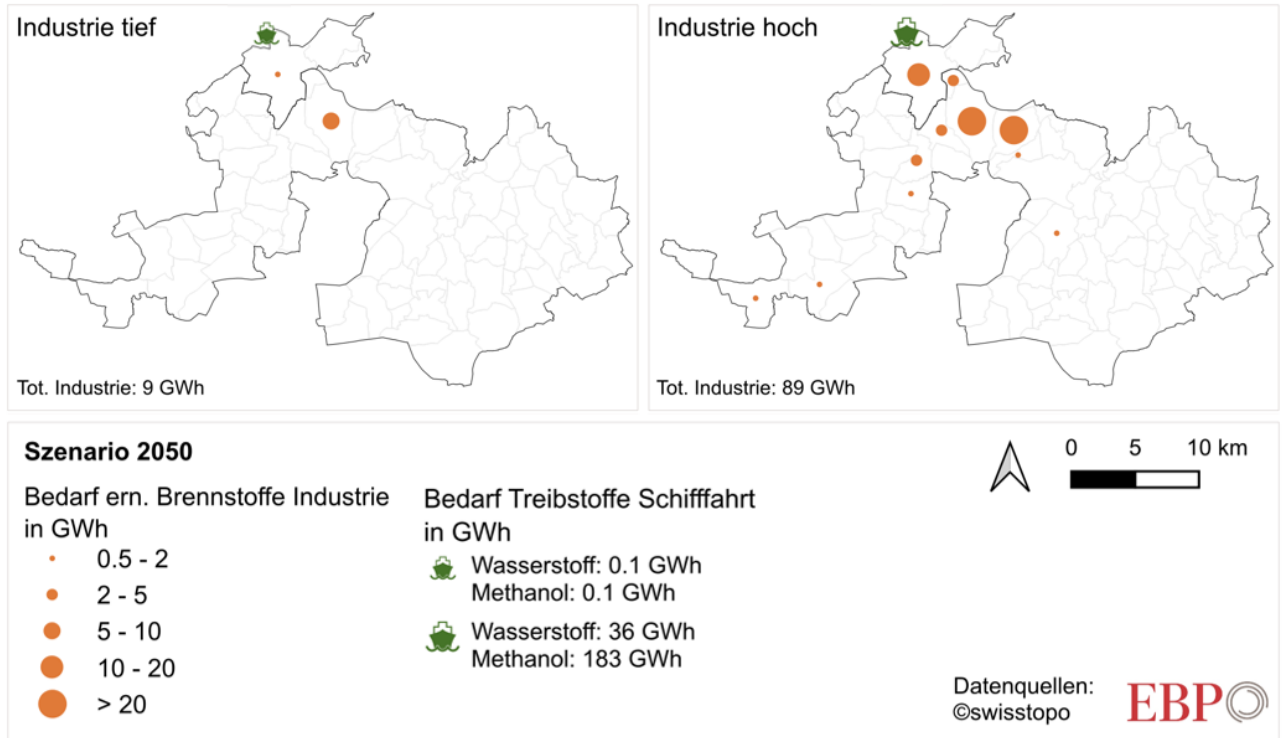 Industrie tief
Tot. Industrie: 9 GWh
Industrie hoch
Tot. Industrie: 89 GWh
Szenario 2050
Bedarf ern. Brennstoffe Industrie
in GWh
0.5 - 2
2 - 5
5 - 10
10 - 20
> 20
Bedarf Treibstoffe Schifffahrt
in GWh
Wasserstoff: 0.1 GWh
Methanol: 0.1 GWh
Wasserstoff: 36 GWh
Methanol: 183 GWh
0 5 10 km
Datenquellen:
©swisstopo
EBP